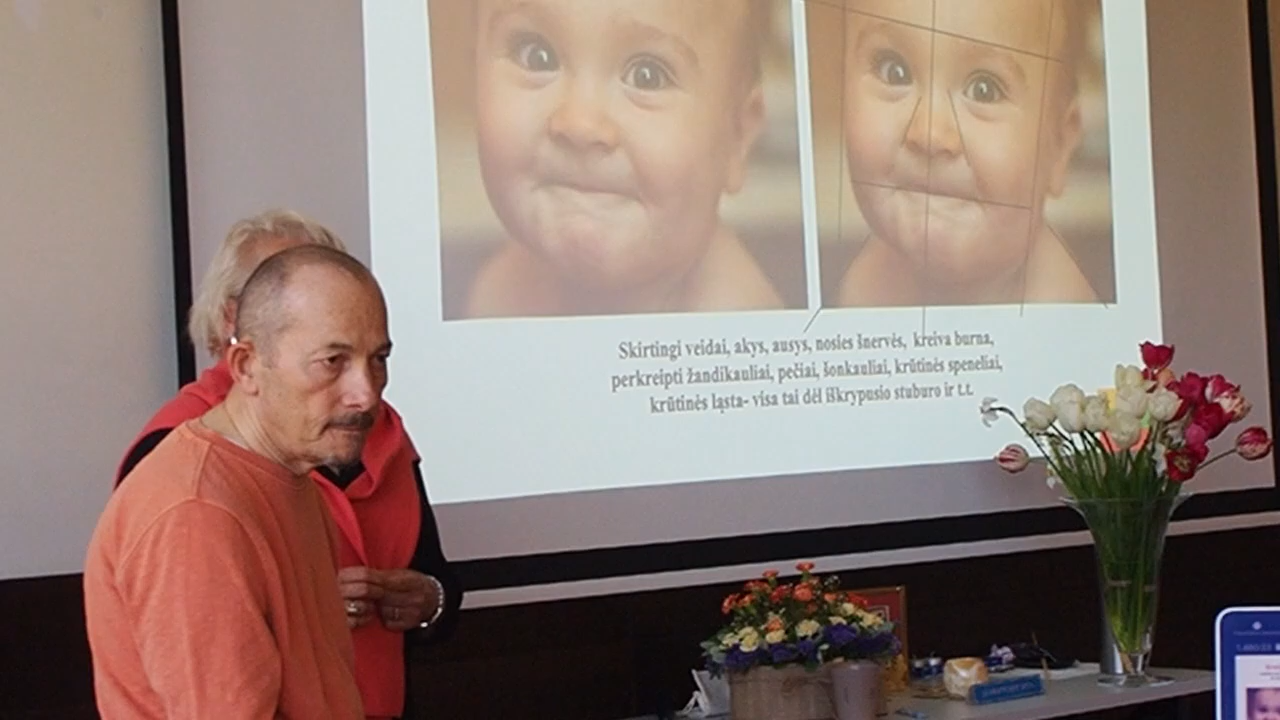 Skirtingi veidai, akys, ausys, nosies šnervės, kreiva burna,
perkreipti žandikauliai, pečiai, šonkauliai, krūtinės speneliai,
krūtinės ląsta- visa tai dėl iškrypusio stuburo ir t.t.